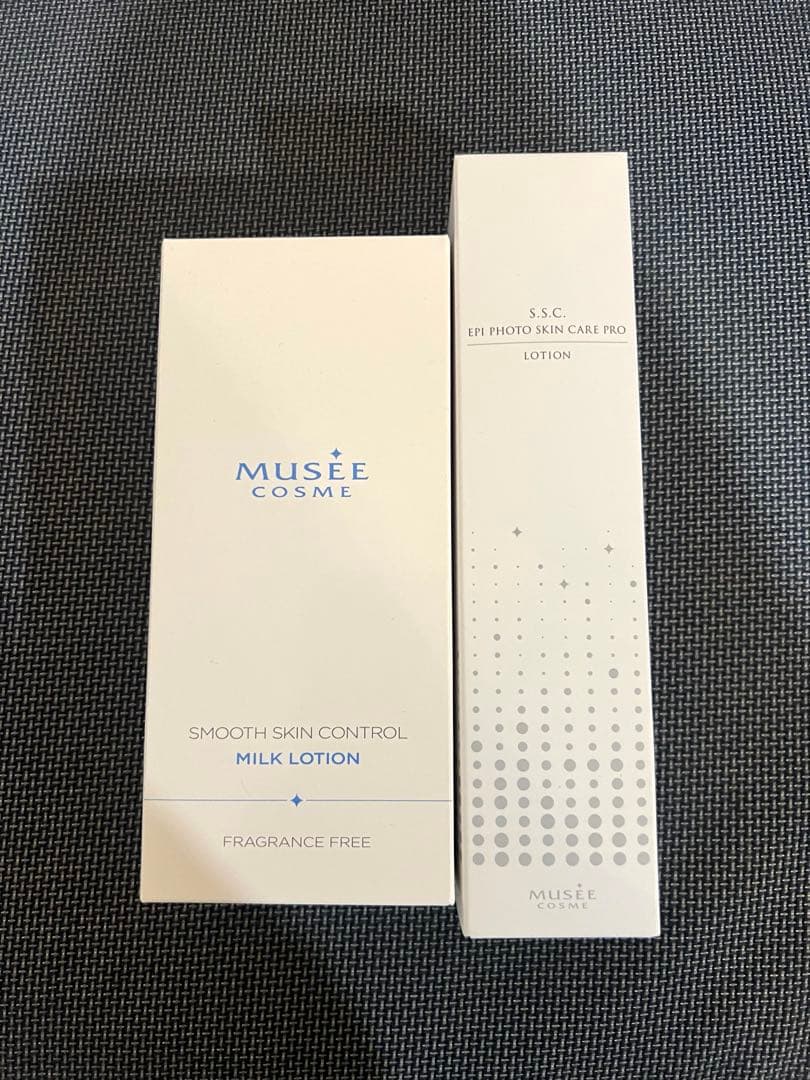 MUSÉE
COSME
SMOOTH SKIN CONTROL
MILK LOTION
FRAGRANCE FREE
S.S.C.
EPI PHOTO SKIN CARE PRO
LOTION
MUSÉE
COSME